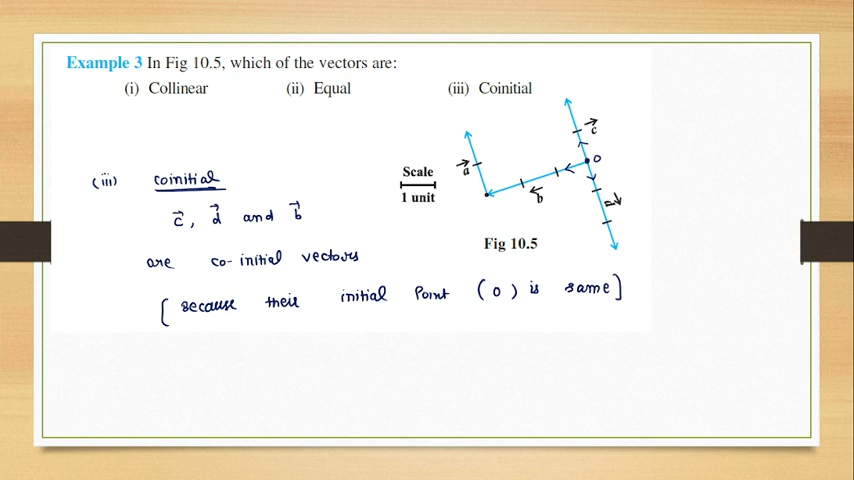 Example 3 In Fig 10.5, which of the vectors are:
(i) Collinear (ii) Equal (iii) Coinitial
(iii) coinitial
c, d and b
are co-initial vectors
[ Because their initial Point (O) is same ]
Scale
1 unit
a
b
c
O
d
Fig 10.5